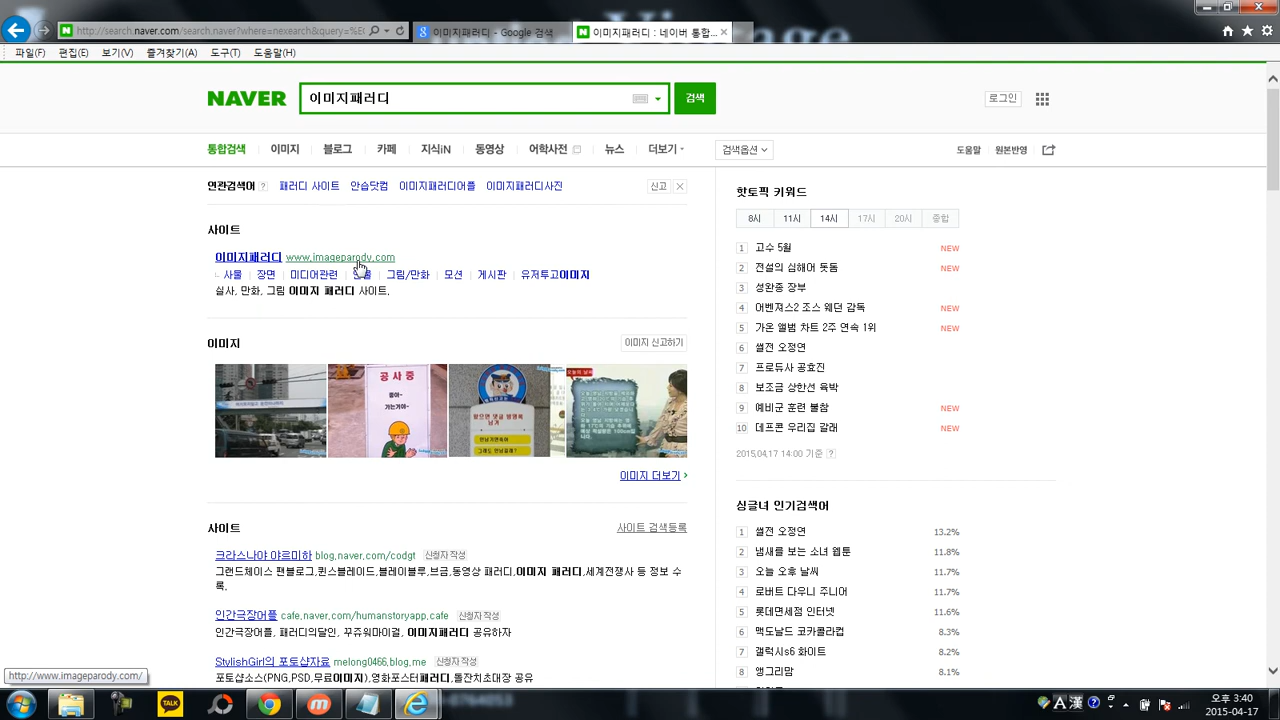 http://search.naver.com/search.naver?where=nexearch&query=%E(
이미지패러디 - Google 검색
이미지패러디 : 네이버 통합...
파일(F) 편집(E) 보기(V) 즐겨찾기(A) 도구(T) 도움말(H)
NAVER
이미지패러디
검색
로그인
통합검색 이미지 블로그 카페 지식iN 동영상 어학사전 뉴스 더보기 검색옵션
도움말 원본반영
연관검색어 ? 패러디 사이트 안습닷컴 이미지패러디어플 이미지패러디사진 신고
사이트
이미지패러디 www.imageparody.com
사물 장면 미디어관련 그림/만화 모션 게시판 유저투고이미지
실사, 만화, 그림 이미지 패러디 사이트.
이미지
이미지 신고하기
공사중
오늘의 날씨
이미지 더보기
사이트
사이트 검색등록
크라스나야 야르미하 blog.naver.com/codgt 신청자 작성
그랜드체이스 팬블로그,퀸스블레이드,블레이블루,브금,동영상 패러디,이미지 패러디,세계전쟁사 등 정보 수
록.
인간극장어플 cafe.naver.com/humanstoryapp.cafe 신청자 작성
인간극장어플, 패러디의달인, 꾸쥬워마이걸, 이미지패러디 공유하자
StylishGirl의 포토샵자료 melong0466.blog.me 신청자 작성
포토샵소스(PNG,PSD,무료이미지),영화포스터패러디,돌잔치초대장 공유
핫토픽 키워드
8시 11시 14시 17시 20시 종합
1 고수 5월 NEW
2 전설의 심해어 돗돔 NEW
3 성완종 장부
4 어벤져스2 조스 웨던 감독 NEW
5 가온 앨범 차트 2주 연속 1위 NEW
6 썰전 오정연
7 프로듀사 공효진
8 보조금 상한선 육박
9 예비군 훈련 불참 NEW
10 데프콘 우리집 갈래 NEW
2015.04.17 14:00 기준 ?
싱글녀 인기검색어
1 썰전 오정연 13.2%
2 냄새를 보는 소녀 웹툰 11.8%
3 오늘 오후 날씨 11.7%
4 로버트 다우니 주니어 11.7%
5 롯데면세점 인터넷 11.6%
6 맥도날드 코카콜라컵 8.3%
7 갤럭시s6 화이트 8.2%
8 앵그리맘 8.1%
http://www.imageparody.com/
TALK
A 漢
오후 3:40
2015-04-17